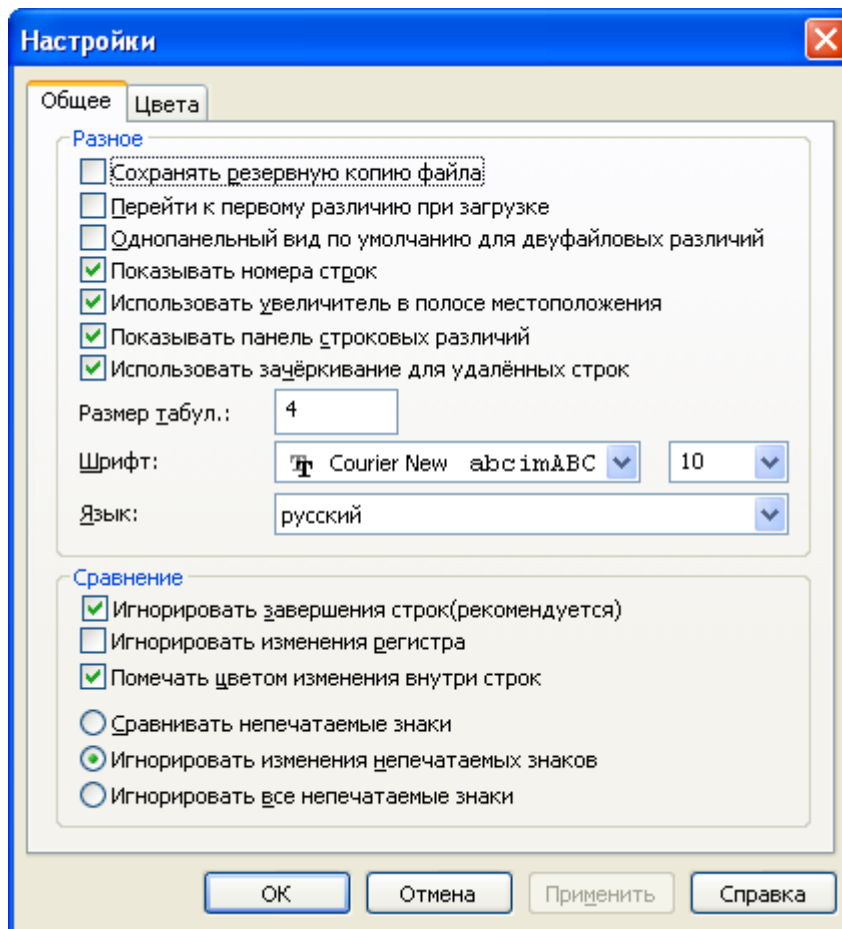 Настройки
Общее Цвета
Разное
Сохранять резервную копию файла
Перейти к первому различию при загрузке
Однопанельный вид по умолчанию для двуфайловых различий
Показывать номера строк
Использовать увеличитель в полосе местоположения
Показывать панель строковых различий
Использовать зачёркивание для удалённых строк
Размер табул.: 4
Шрифт: Courier New abcimABC 10
Язык: русский
Сравнение
Игнорировать завершения строк(рекомендуется)
Игнорировать изменения регистра
Помечать цветом изменения внутри строк
Сравнивать непечатаемые знаки
Игнорировать изменения непечатаемых знаков
Игнорировать все непечатаемые знаки
ОК Отмена Применить Справка